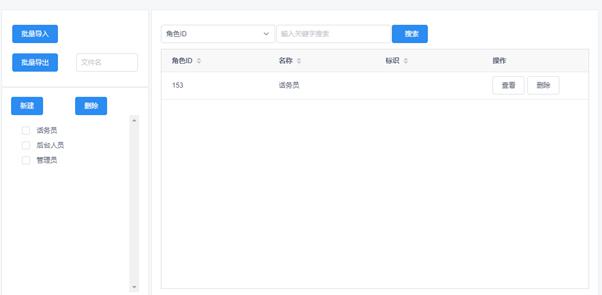 批量导入
批量导出 文件名
新建 删除
话务员
后台人员
管理员
角色ID 输入关键字搜索 搜索
角色ID 名称 标识 操作
153 话务员 查看 删除